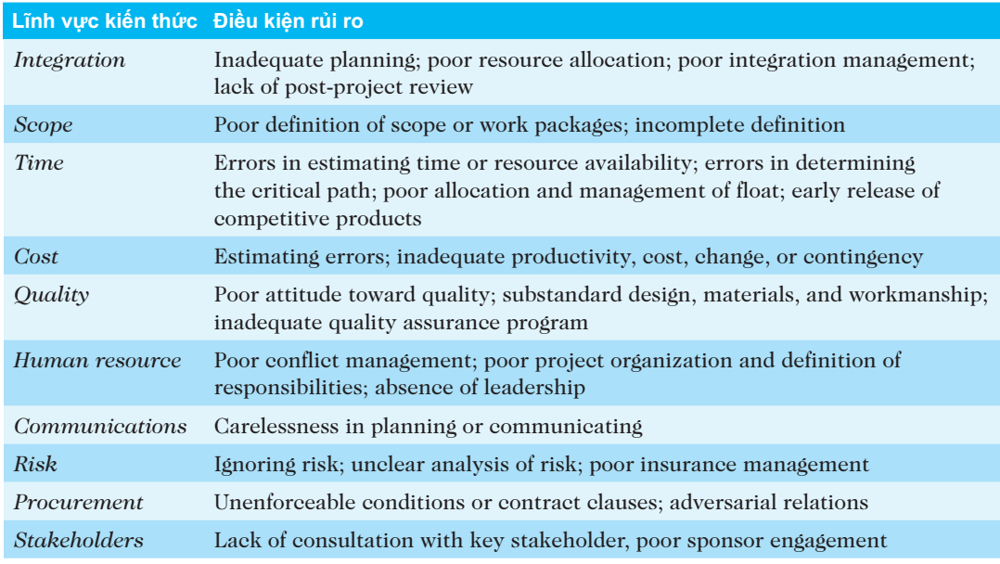 Lĩnh vực kiến thức Điều kiện rủi ro
Integration Inadequate planning; poor resource allocation; poor integration management;
lack of post-project review
Scope Poor definition of scope or work packages; incomplete definition
Time Errors in estimating time or resource availability; errors in determining
the critical path; poor allocation and management of float; early release of
competitive products
Cost Estimating errors; inadequate productivity, cost, change, or contingency
Quality Poor attitude toward quality; substandard design, materials, and workmanship;
inadequate quality assurance program
Human resource Poor conflict management; poor project organization and definition of
responsibilities; absence of leadership
Communications Carelessness in planning or communicating
Risk Ignoring risk; unclear analysis of risk; poor insurance management
Procurement Unenforceable conditions or contract clauses; adversarial relations
Stakeholders Lack of consultation with key stakeholder, poor sponsor engagement